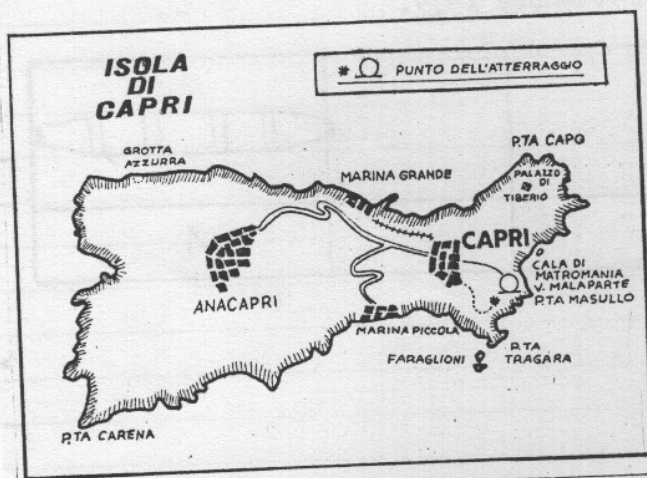 ISOLA
DI
CAPRI
* PUNTO DELL'ATTERRAGGIO
P.TA CAPO
GROTTA
AZZURRA
MARINA GRANDE
PALAZZO DI
TIBERIO
CAPRI
CALA DI
MATROMANIA
V. MALAPARTE
P.TA MASULLO
*
ANACAPRI
MARINA PICCOLA
P.TA
TRAGARA
FARAGLIONI
P.TA CARENA